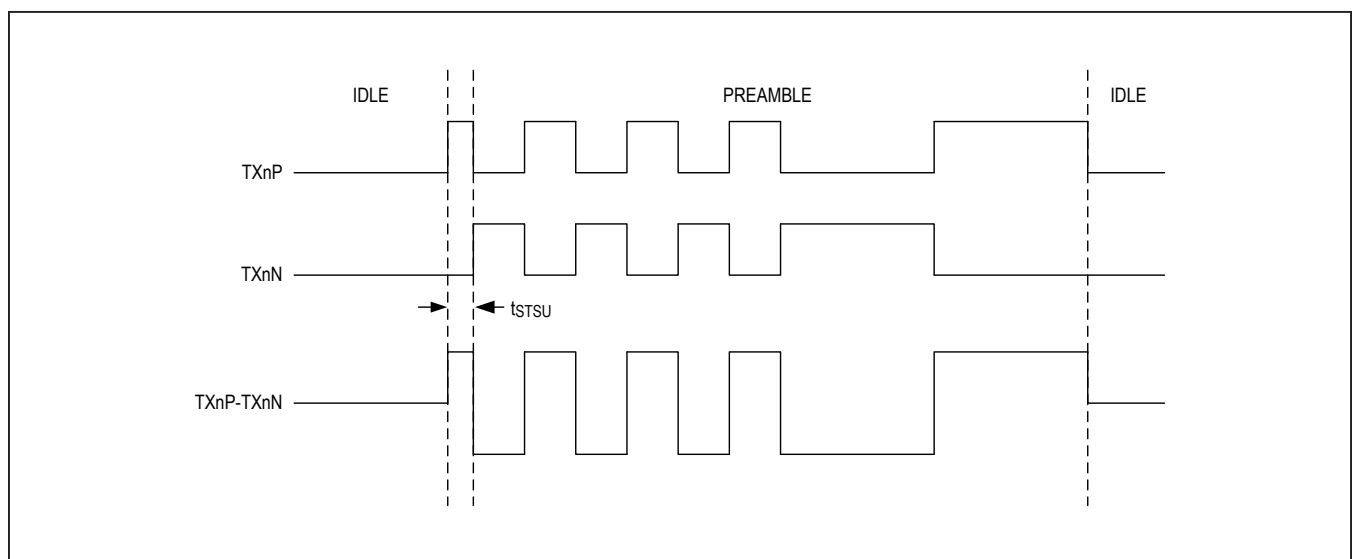 IDLE PREAMBLE IDLE
TXnP
TXnN
tSTSU
TXnP-TXnN